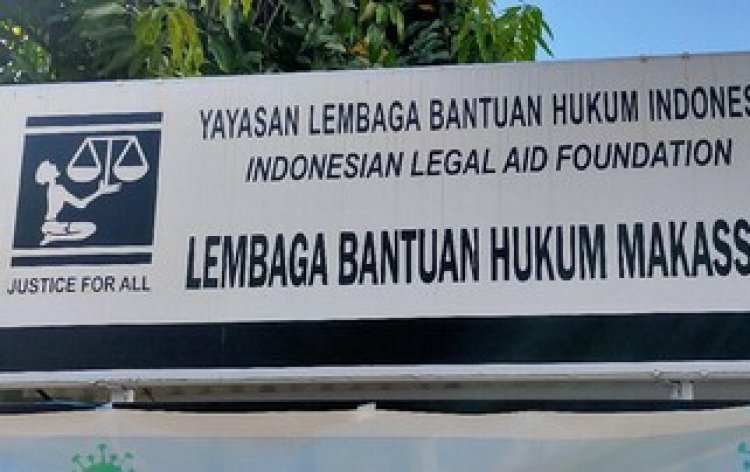 YAYASAN LEMBAGA BANTUAN HUKUM INDONES
INDONESIAN LEGAL AID FOUNDATION
LEMBAGA BANTUAN HUKUM MAKASS
JUSTICE FOR ALL